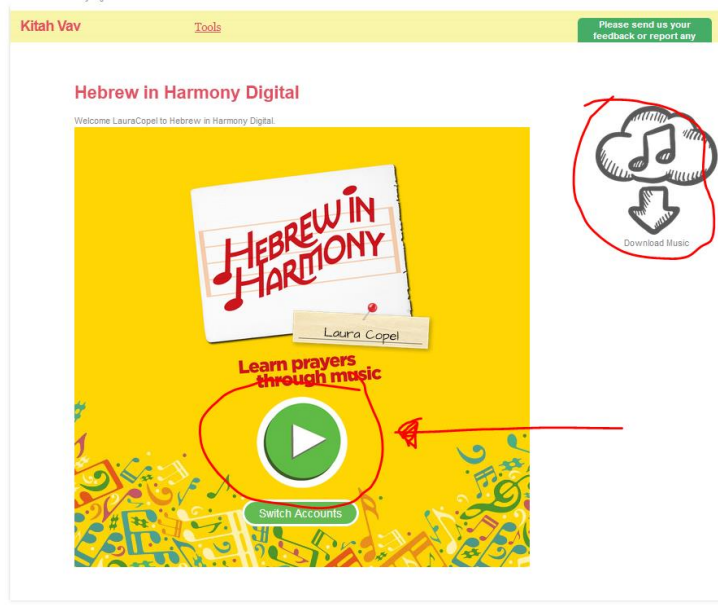 Kitah Vav
Tools
Please send us your
feedback or report any
Hebrew in Harmony Digital
Welcome LauraCopel to Hebrew in Harmony Digital.
HEBREW IN
HARMONY
Laura Copel
Learn prayers
through music
Switch Accounts
Download Music